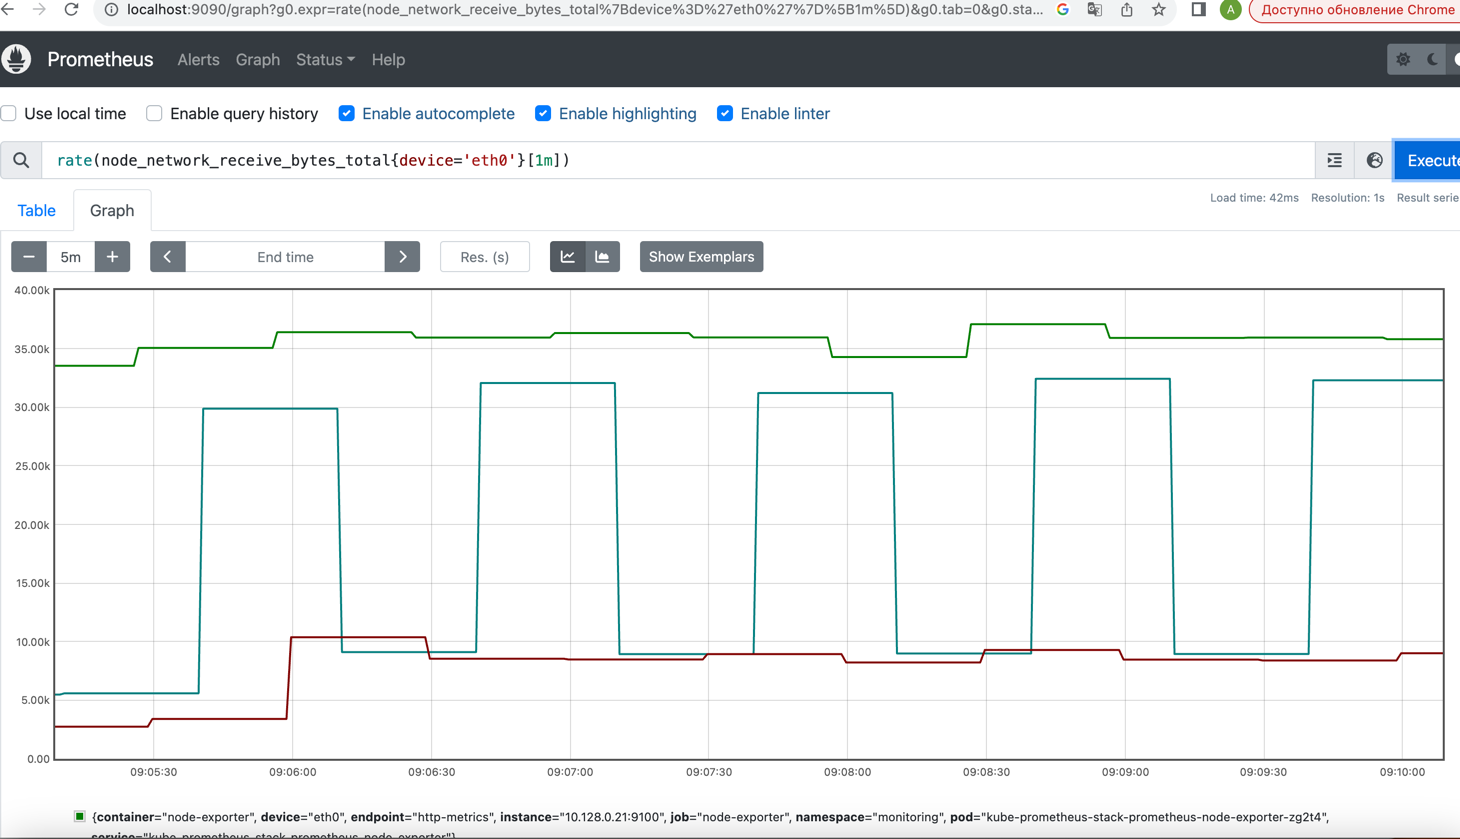 localhost:9090/graph?g0.expr=rate(node_network_receive_bytes_total%7Bdevice%3D%27eth0%27%7D%5B1m%5D)&g0.tab=0&g0.sta... A Доступно обновление Chrome
Prometheus Alerts Graph Status Help
Use local time Enable query history Enable autocomplete Enable highlighting Enable linter
rate(node_network_receive_bytes_total{device='eth0'}[1m]) Execute
Load time: 42ms Resolution: 1s Result serie
Table Graph
5m End time Res. (s) Show Exemplars
40.00k
35.00k
30.00k
25.00k
20.00k
15.00k
10.00k
5.00k
0.00
09:05:30 09:06:00 09:06:30 09:07:00 09:07:30 09:08:00 09:08:30 09:09:00 09:09:30 09:10:00
{container="node-exporter", device="eth0", endpoint="http-metrics", instance="10.128.0.21:9100", job="node-exporter", namespace="monitoring", pod="kube-prometheus-stack-prometheus-node-exporter-zg2t4",
service="kube-prometheus-stack-prometheus-node-exporter"}